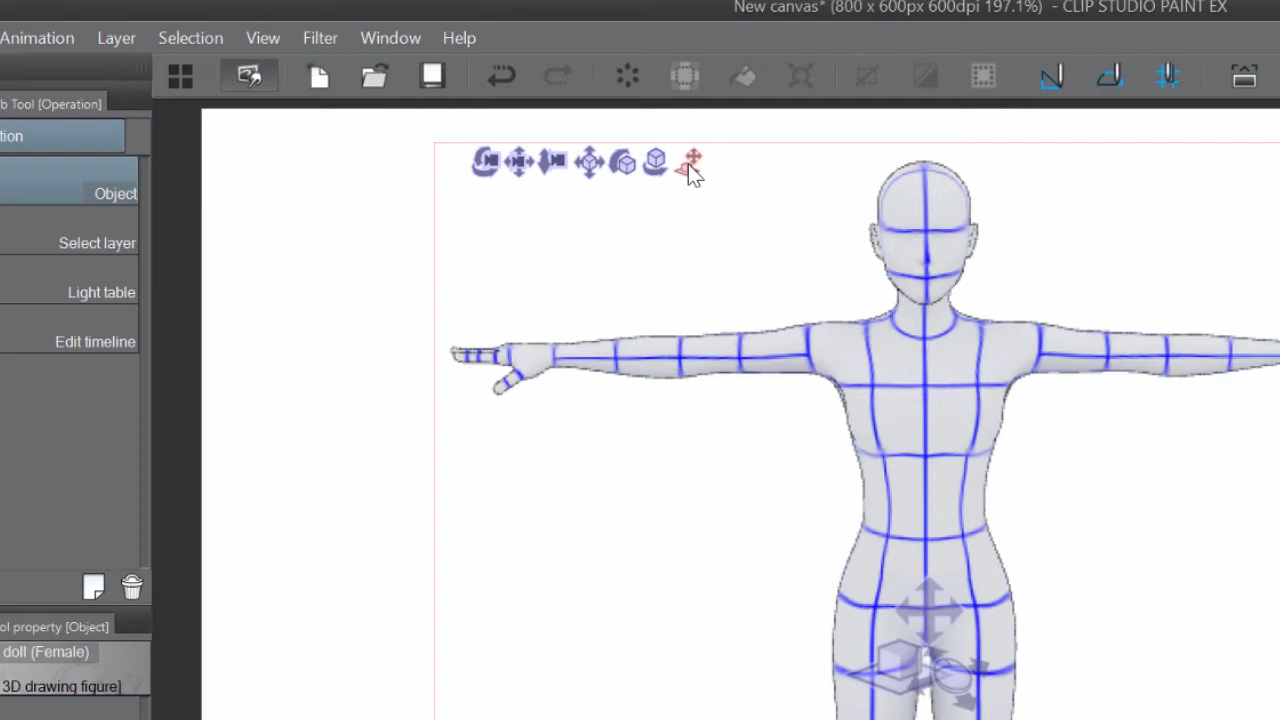 New canvas* (800 x 600px 600dpi 197.1%) - CLIP STUDIO PAINT EX
Animation Layer Selection View Filter Window Help
b Tool [Operation]
tion
Object
Select layer
Light table
Edit timeline
ol property [Object]
doll (Female)
3D drawing figure]